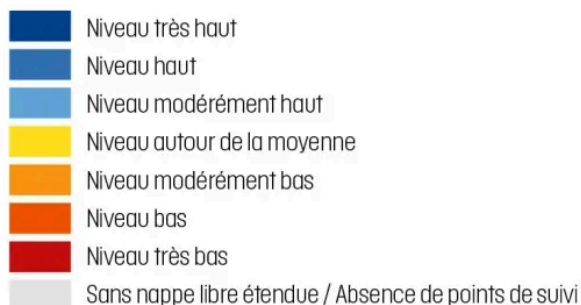 Niveau très haut
Niveau haut
Niveau modérément haut
Niveau autour de la moyenne
Niveau modérément bas
Niveau bas
Niveau très bas
Sans nappe libre étendue / Absence de points de suivi